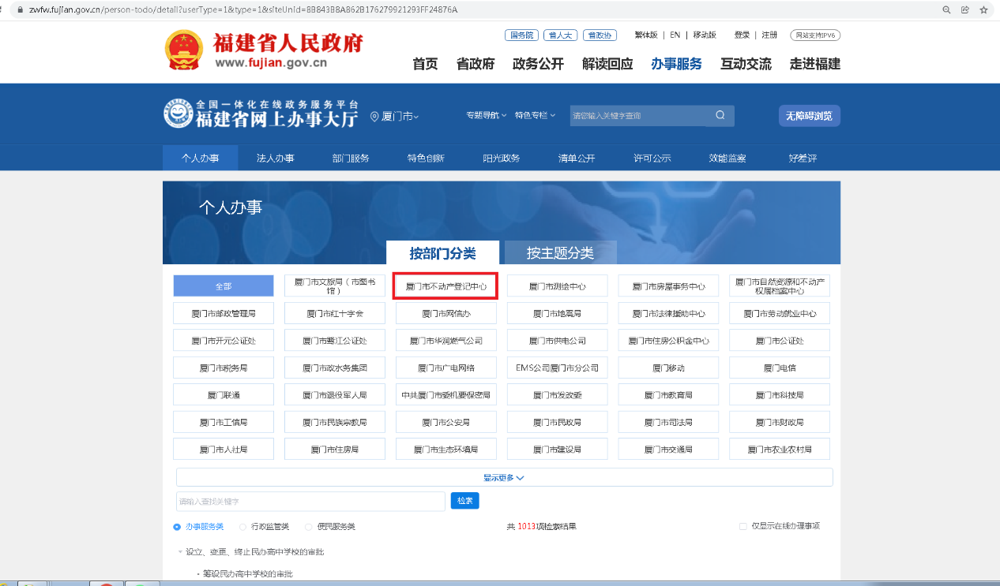 zwfw.fujian.gov.cn/person-todo/detail?userType=1&type=1&siteUnid=8B843B8A862B176279921293FF24876A
国务院 省人大 省政协 繁体版 | EN | 移动版 登录 | 注册 网站支持IPV6
福建省人民政府
www.fujian.gov.cn
首页 省政府 政务公开 解读回应 办事服务 互动交流 走进福建
全国一体化在线政务服务平台
福建省网上办事大厅 厦门市 专题导航 特色专栏 请您输入关键字查询 无障碍浏览
个人办事 法人办事 部门服务 特色创新 阳光政务 清单公开 许可公示 效能监察 好差评
个人办事
按部门分类 按主题分类
全部 厦门市文旅局（市图书馆） 厦门市不动产登记中心 厦门市测绘中心 厦门市房屋事务中心 厦门市自然资源和不动产权属档案中心
厦门市邮政管理局 厦门市红十字会 厦门市网信办 厦门市地震局 厦门市法律援助中心 厦门市劳动就业中心
厦门市开元公证处 厦门市鹭江公证处 厦门市华润燃气公司 厦门市供电公司 厦门市住房公积金中心 厦门市公证处
厦门市税务局 厦门市政水务集团 厦门市广电网络 EMS公司厦门市分公司 厦门移动 厦门电信
厦门联通 厦门市退役军人局 中共厦门市委机要保密局 厦门市发改委 厦门市教育局 厦门市科技局
厦门市工信局 厦门市民族宗教局 厦门市公安局 厦门市民政局 厦门市司法局 厦门市财政局
厦门市人社局 厦门市住房局 厦门市生态环境局 厦门市建设局 厦门市交通局 厦门市农业农村局
显示更多
请输入查找关键字 检索
办事服务类 行政监管类 便民服务类 共 1013项检索结果 仅显示在线办理事项
设立、变更、终止民办高中学校的审批
筹设民办高中学校的审批